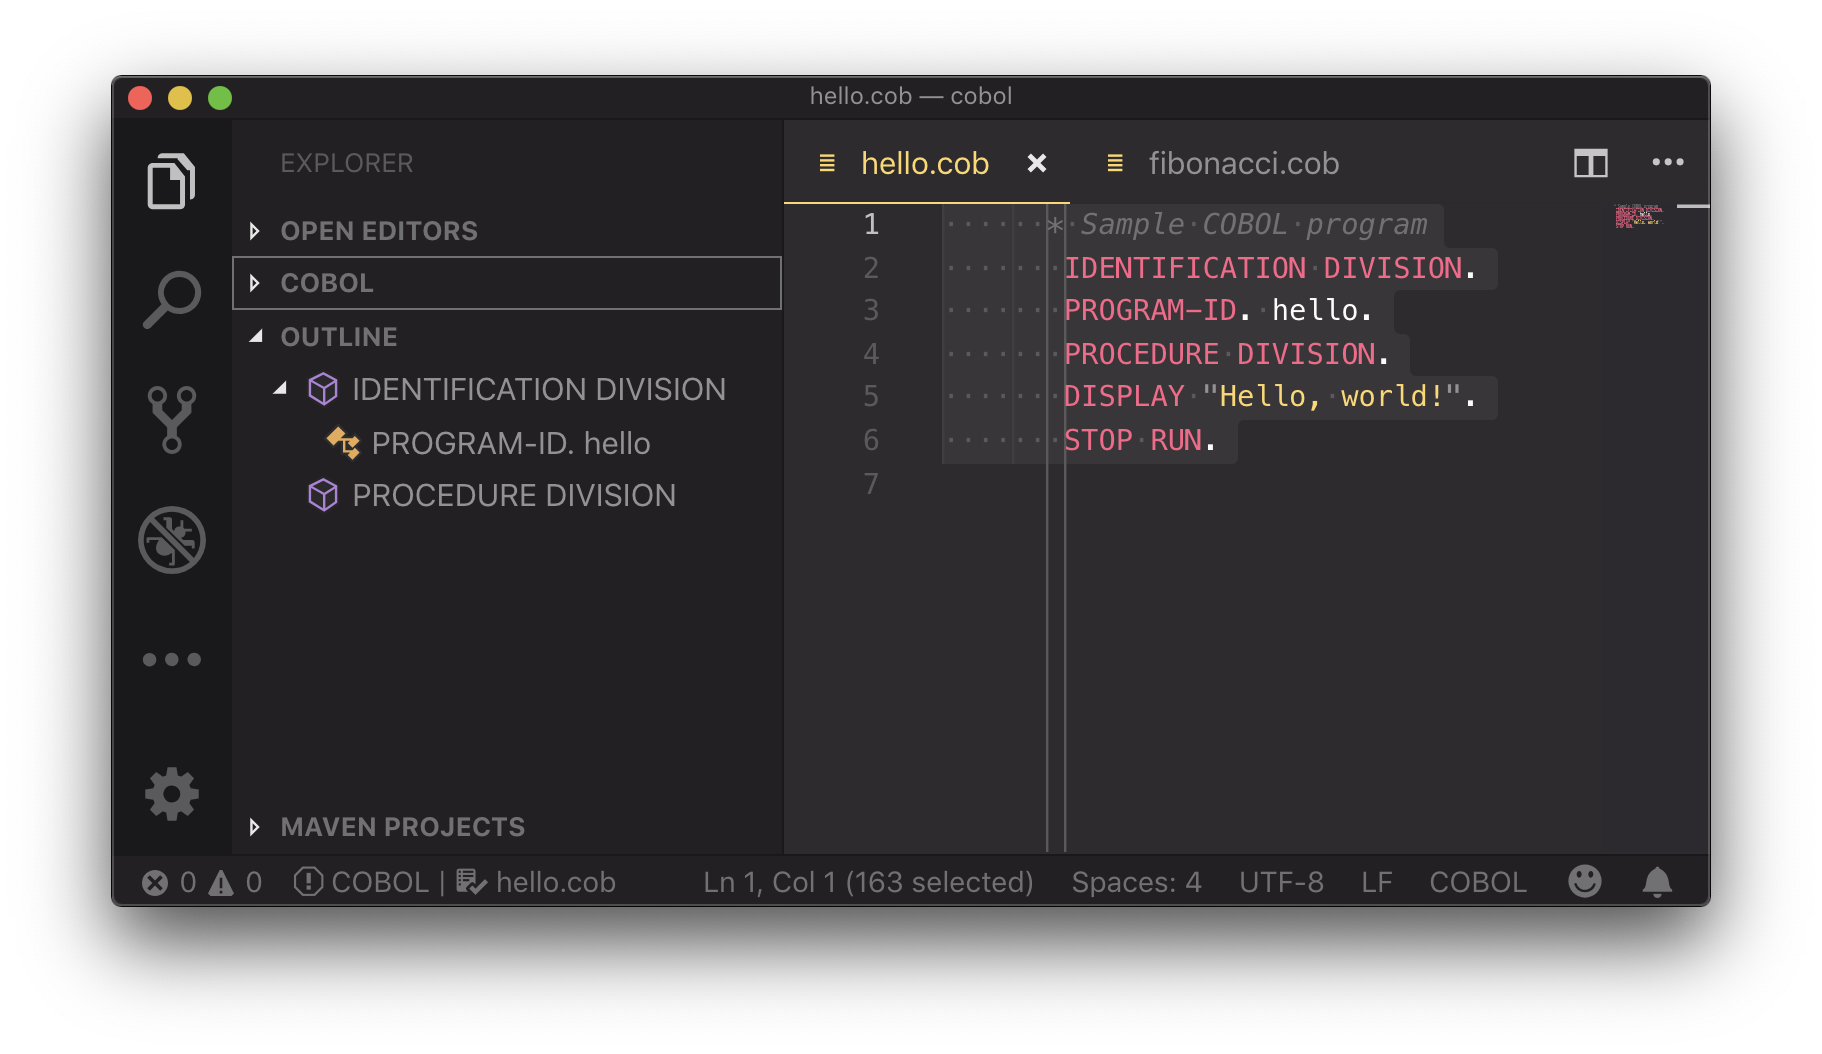 hello.cob — cobol
EXPLORER
OPEN EDITORS
COBOL
OUTLINE
IDENTIFICATION DIVISION
PROGRAM-ID. hello
PROCEDURE DIVISION
MAVEN PROJECTS
hello.cob
fibonacci.cob
1 * Sample COBOL program
2 IDENTIFICATION DIVISION.
3 PROGRAM-ID. hello.
4 PROCEDURE DIVISION.
5 DISPLAY "Hello, world!".
6 STOP RUN.
7
0 0 COBOL | hello.cob Ln 1, Col 1 (163 selected) Spaces: 4 UTF-8 LF COBOL